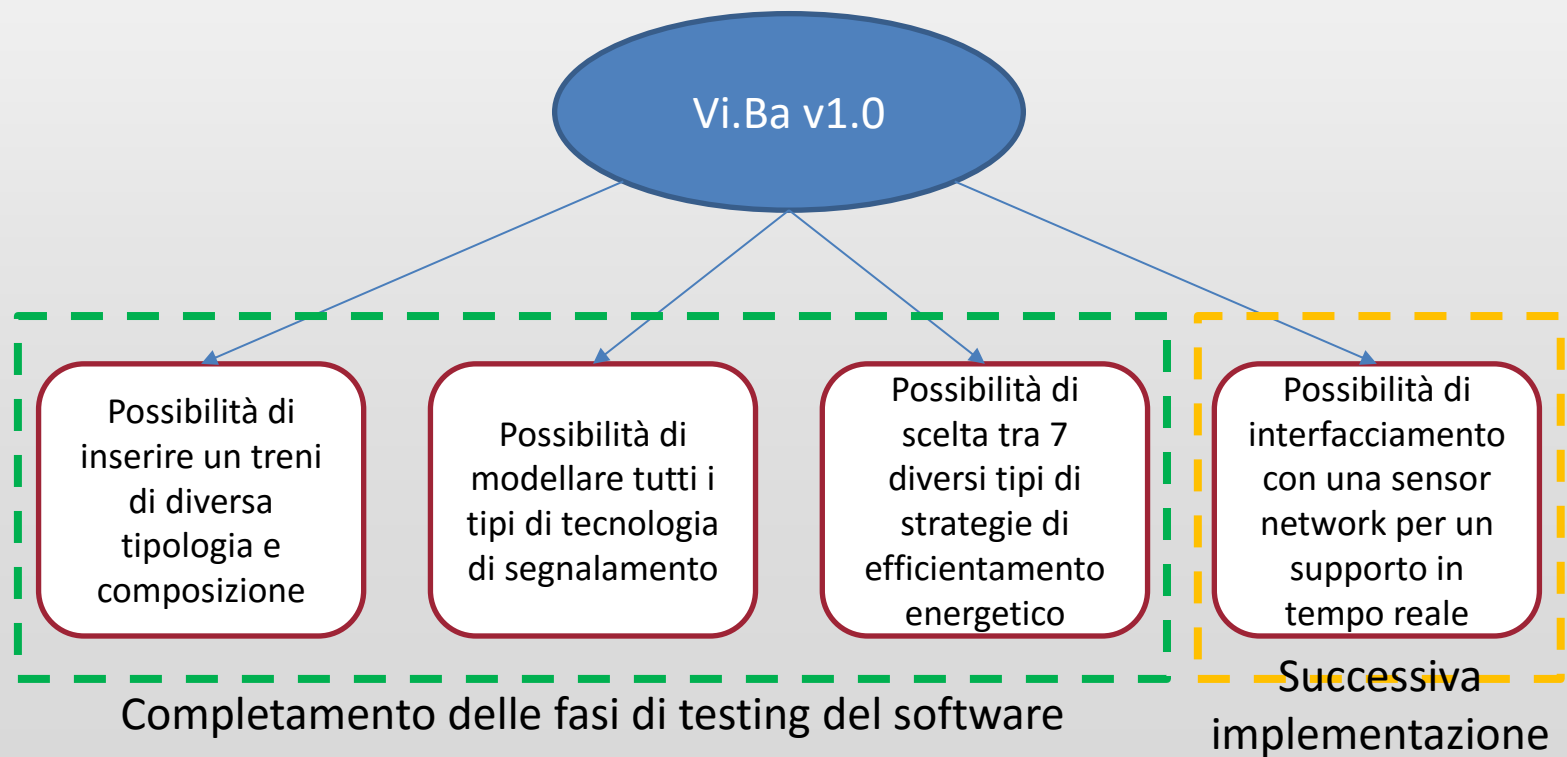 Vi.Ba v1.0
Possibilità di
inserire un treni
di diversa
tipologia e
composizione
Possibilità di
modellare tutti i
tipi di tecnologia
di segnalamento
Possibilità di
scelta tra 7
diversi tipi di
strategie di
efficientamento
energetico
Possibilità di
interfacciamento
con una sensor
network per un
supporto in
tempo reale
Completamento delle fasi di testing del software
Successiva
implementazione